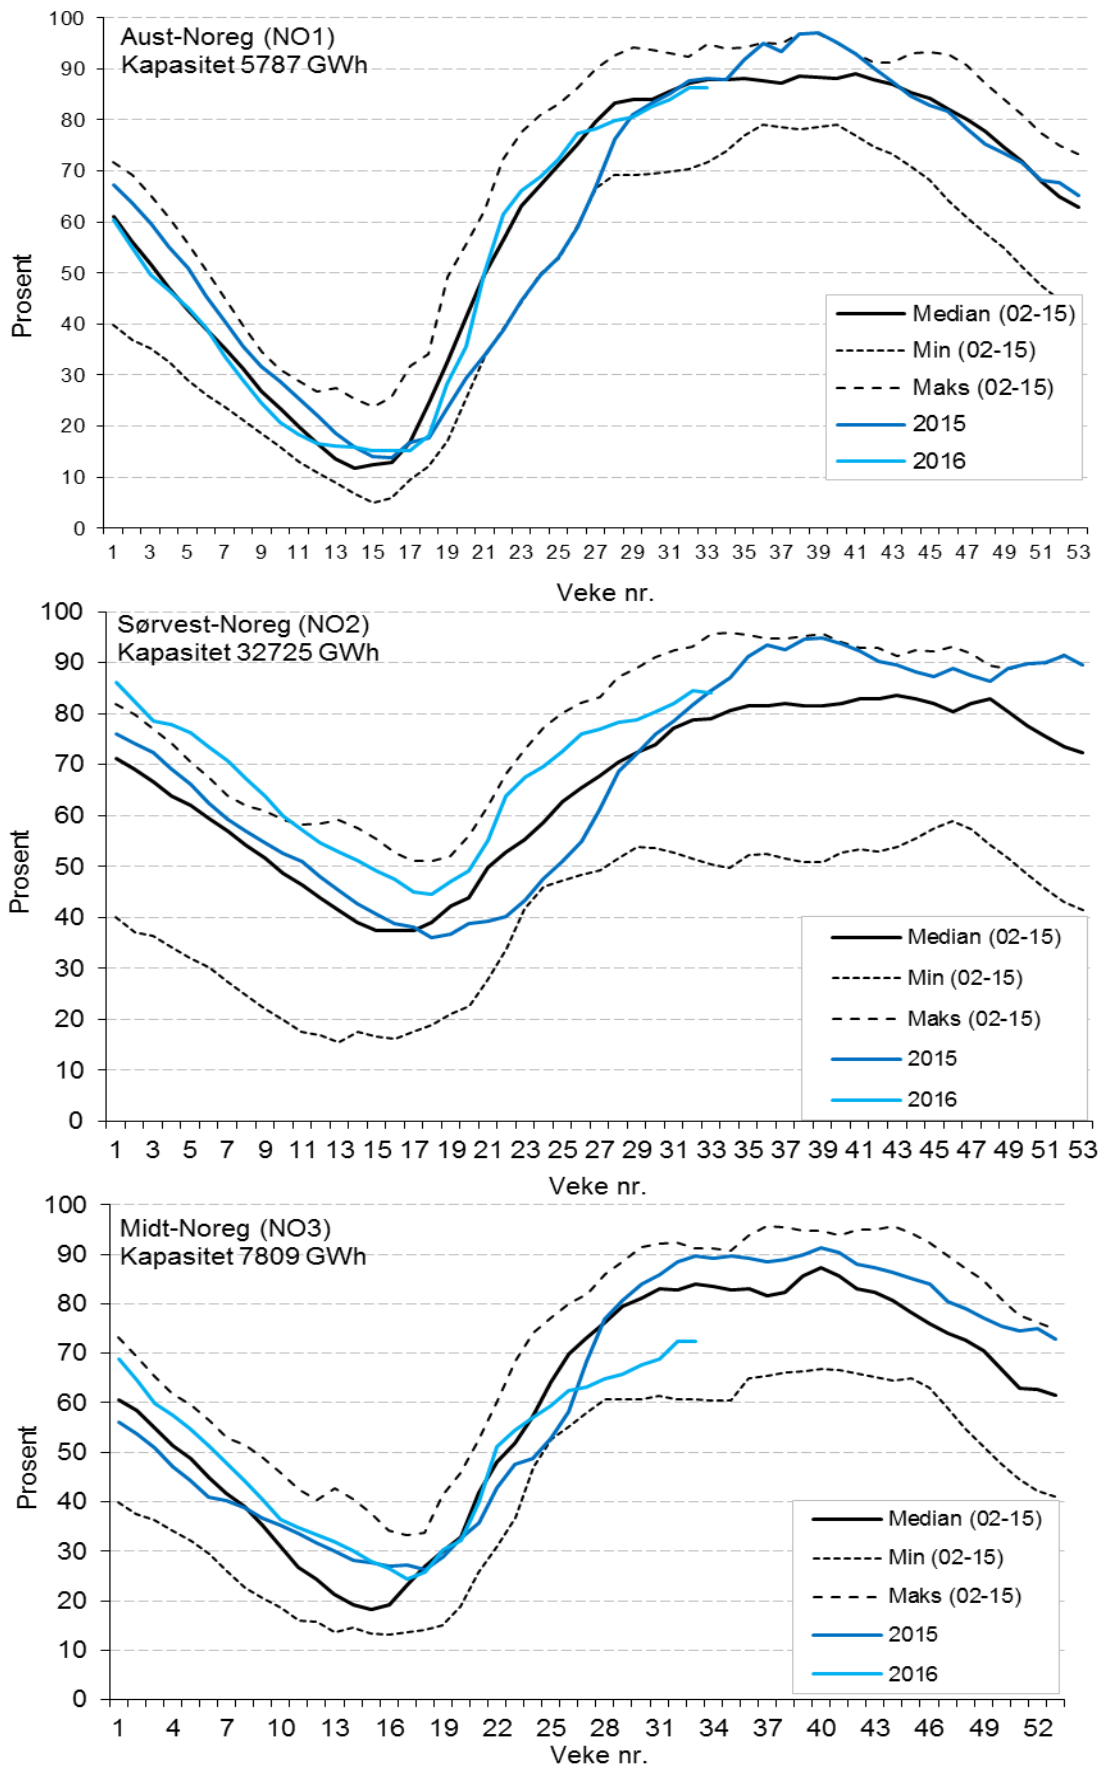 Aust-Noreg (NO1)
Kapasitet 5787 GWh
Prosent
100
90
80
70
60
50
40
30
20
10
0
Median (02-15)
Min (02-15)
Maks (02-15)
2015
2016
1 3 5 7 9 11 13 15 17 19 21 23 25 27 29 31 33 35 37 39 41 43 45 47 49 51 53
Veke nr.
Sørvest-Noreg (NO2)
Kapasitet 32725 GWh
Prosent
100
90
80
70
60
50
40
30
20
10
0
Median (02-15)
Min (02-15)
Maks (02-15)
2015
2016
1 3 5 7 9 11 13 15 17 19 21 23 25 27 29 31 33 35 37 39 41 43 45 47 49 51 53
Veke nr.
Midt-Noreg (NO3)
Kapasitet 7809 GWh
Prosent
100
90
80
70
60
50
40
30
20
10
0
Median (02-15)
Min (02-15)
Maks (02-15)
2015
2016
1 4 7 10 13 16 19 22 25 28 31 34 37 40 43 46 49 52
Veke nr.